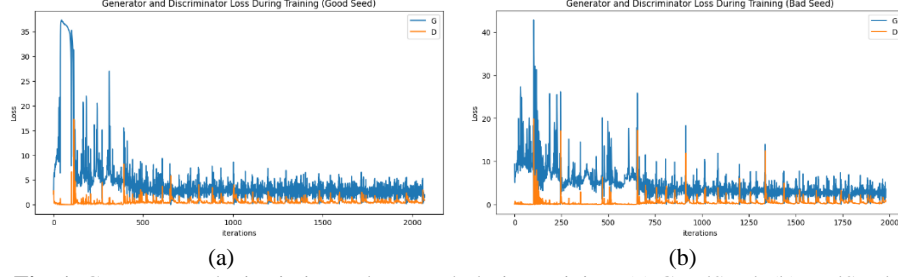 Generator and Discriminator Loss During Training (Good Seed)
G
D
35
30
25
20
15
10
5
0
Loss
0
500
1000
1500
2000
iterations
(a)
Generator and Discriminator Loss During Training (Bad Seed)
G
D
40
30
20
10
0
Loss
0
250
500
750
1000
1250
1500
1750
2000
iterations
(b)